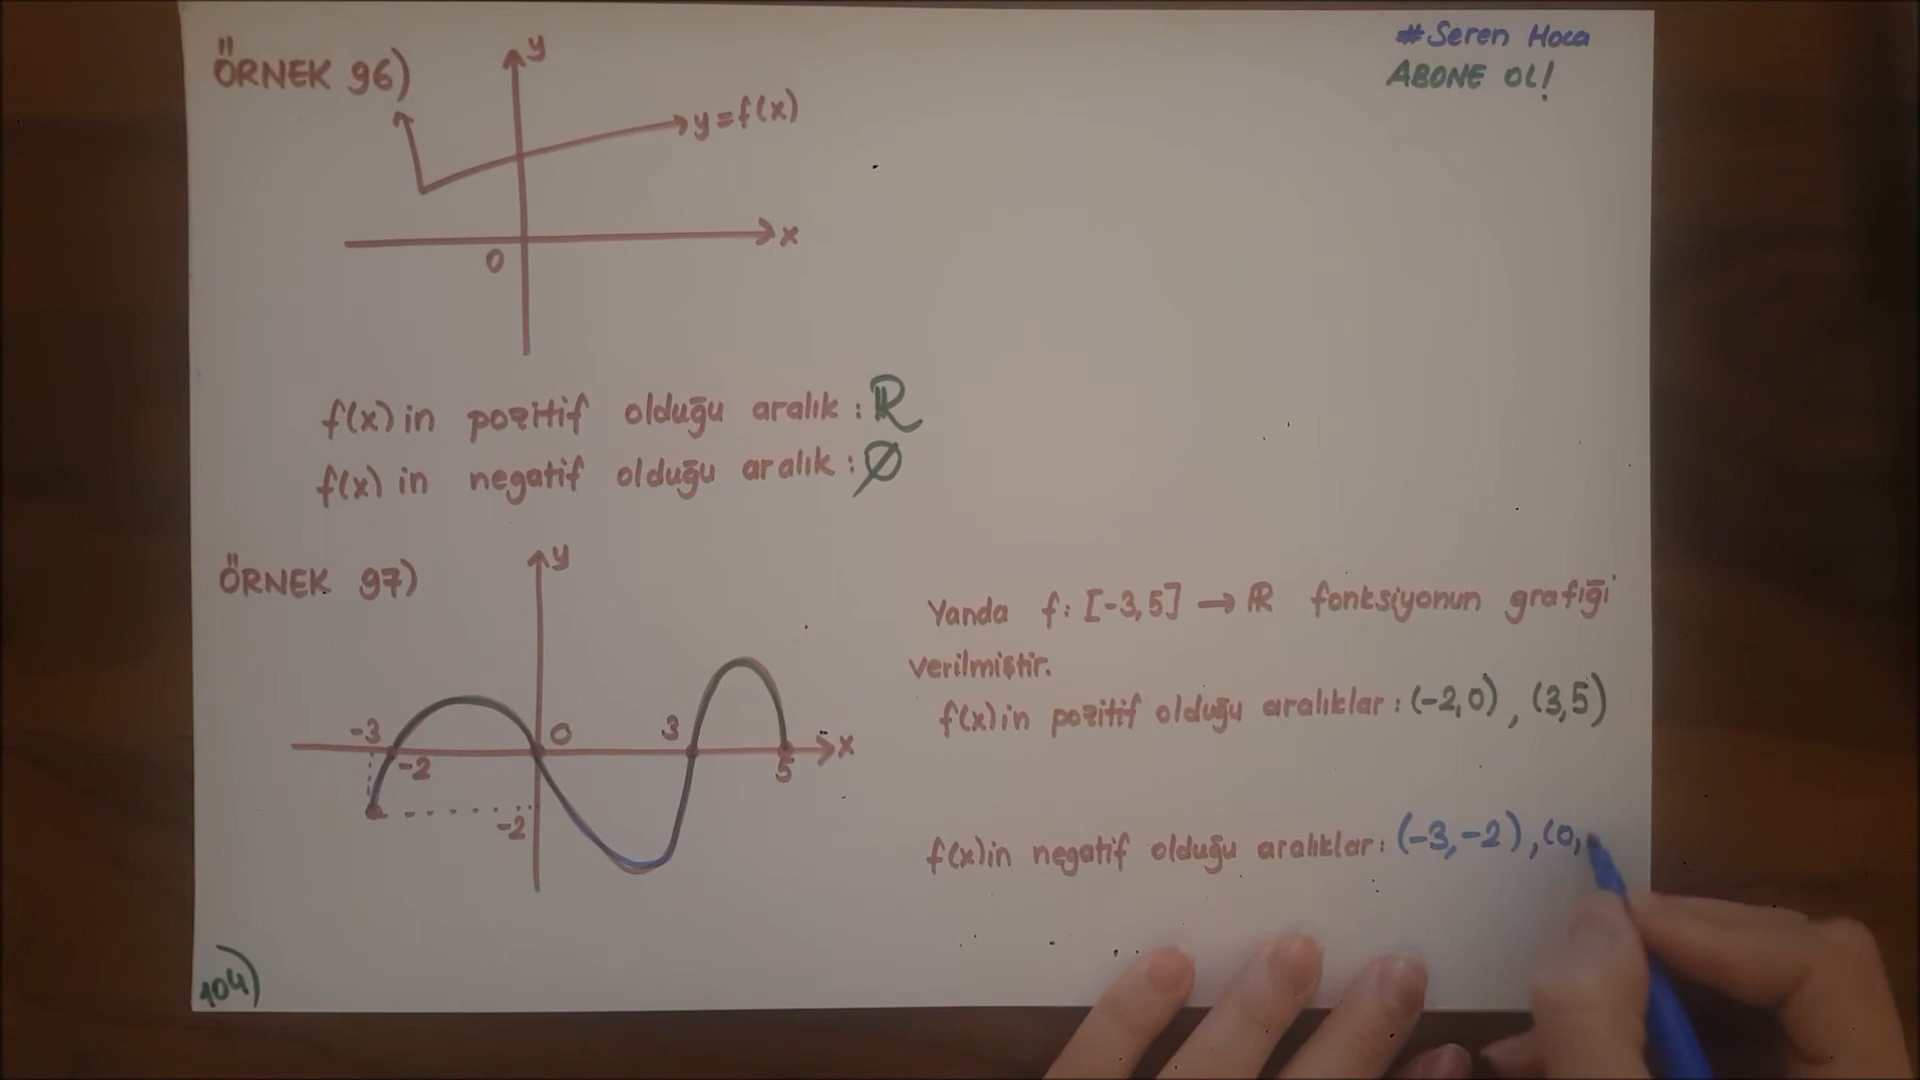 #Seren Hoca
ABONE OL!
ÖRNEK 96)
y
y=f(x)
x
0
f(x) in pozitif olduğu aralık : R
f(x) in negatif olduğu aralık : ∅
ÖRNEK 97)
y
-3
-2
0
3
5
x
-2
Yanda f: [-3,5] → R fonksiyonun grafiği
verilmiştir.
f(x) in pozitif olduğu aralıklar : (-2,0) , (3,5)
f(x) in negatif olduğu aralıklar : (-3,-2) , (0,
104)